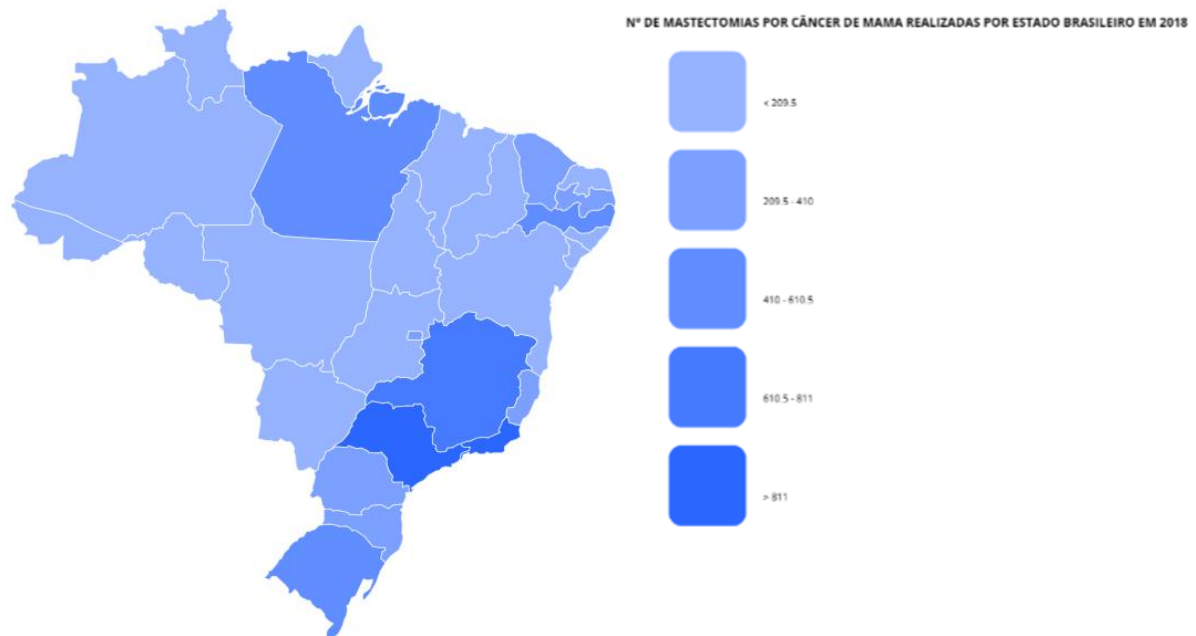 Nº DE MASTECTOMIAS POR CÂNCER DE MAMA REALIZADAS POR ESTADO BRASILEIRO EM 2018
< 209.5
209.5 - 410
410 - 610.5
610.5 - 811
> 811